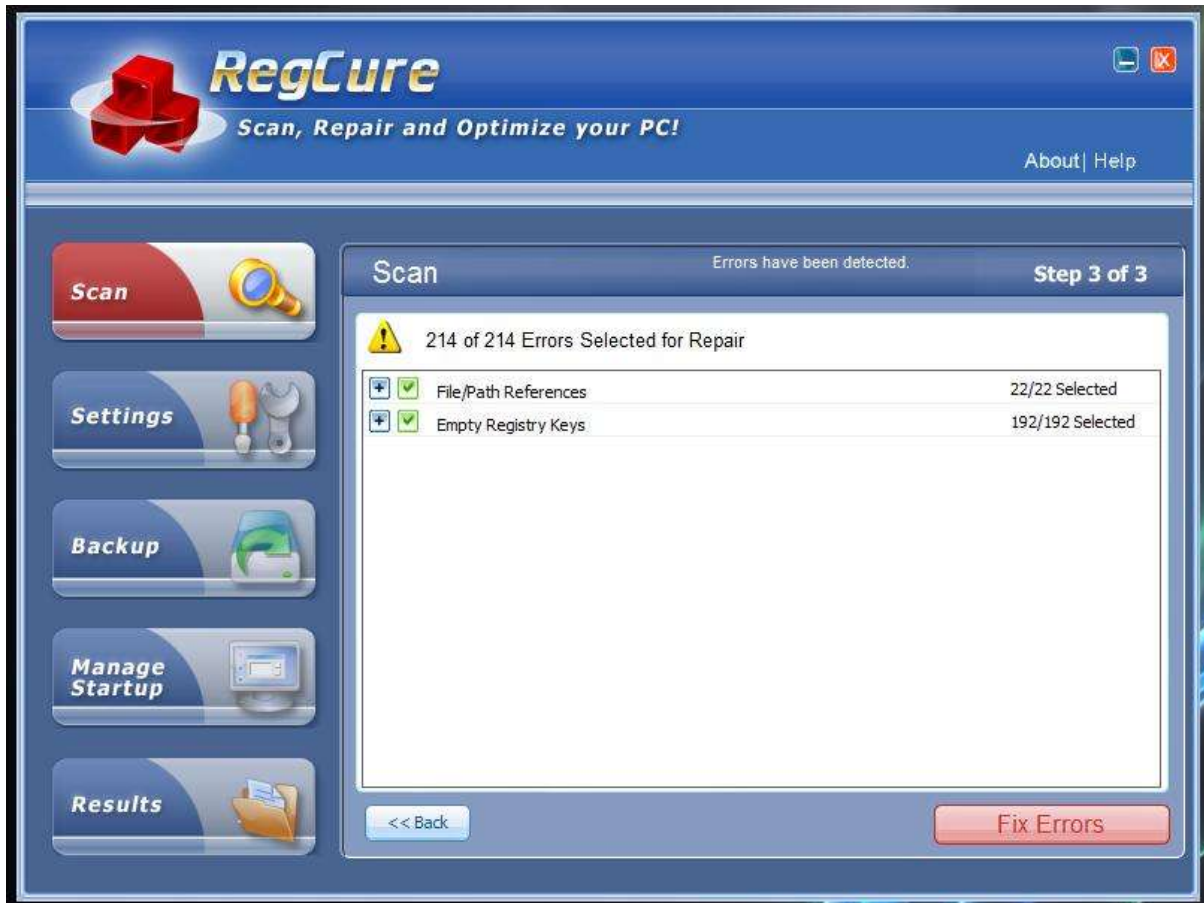 RegCure
Scan, Repair and Optimize your PC!
About| Help
Scan
Settings
Backup
Manage
Startup
Results
Scan
Errors have been detected.
Step 3 of 3
214 of 214 Errors Selected for Repair
File/Path References
22/22 Selected
Empty Registry Keys
192/192 Selected
<< Back
Fix Errors